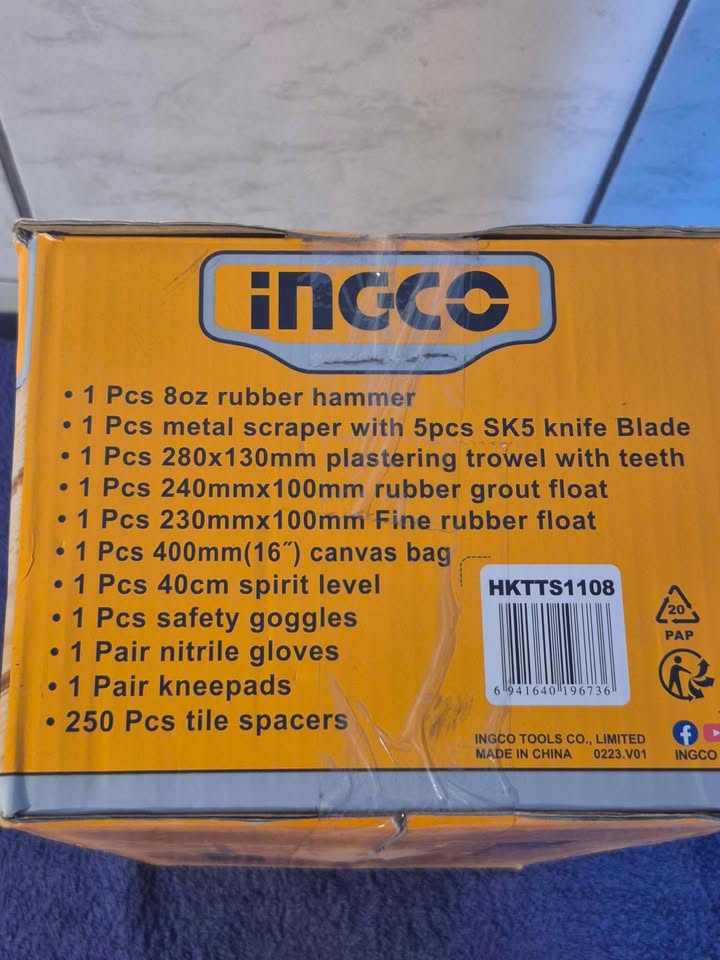 INGCO
• 1 Pcs 8oz rubber hammer
• 1 Pcs metal scraper with 5pcs SK5 knife Blade
• 1 Pcs 280x130mm plastering trowel with teeth
• 1 Pcs 240mmx100mm rubber grout float
• 1 Pcs 230mmx100mm Fine rubber float
• 1 Pcs 400mm(16″) canvas bag
• 1 Pcs 40cm spirit level
• 1 Pcs safety goggles
• 1 Pair nitrile gloves
• 1 Pair kneepads
• 250 Pcs tile spacers
HKTTS1108
6 941640 196736
20
PAP
INGCO TOOLS CO., LIMITED
MADE IN CHINA 0223.V01
INGCO